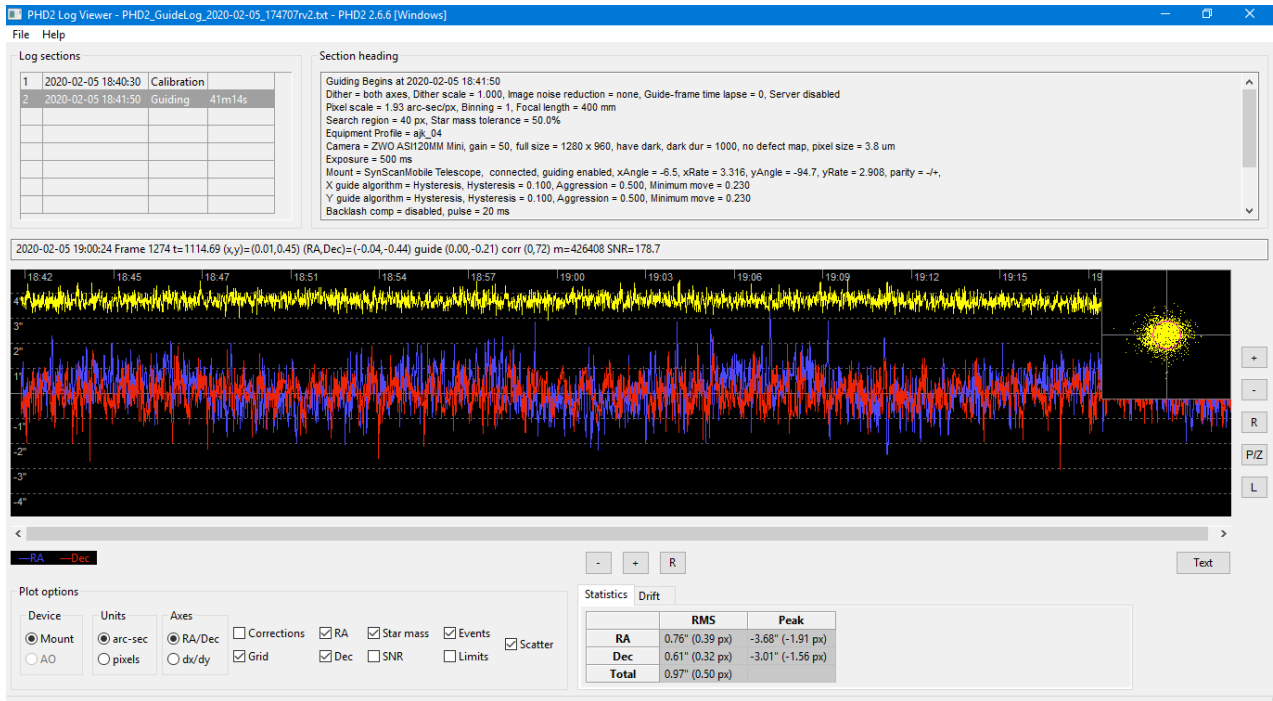 PHD2 Log Viewer - PHD2_GuideLog_2020-02-05_174707rv2.txt - PHD2 2.6.6 [Windows]
File Help
Log sections
1 2020-02-05 18:40:30 Calibration
2 2020-02-05 18:41:50 Guiding 41m14s
Section heading
Guiding Begins at 2020-02-05 18:41:50
Dither = both axes, Dither scale = 1.000, Image noise reduction = none, Guide-frame time lapse = 0, Server disabled
Pixel scale = 1.93 arc-sec/px, Binning = 1, Focal length = 400 mm
Search region = 40 px, Star mass tolerance = 50.0%
Equipment Profile = ajk_04
Camera = ZWO ASI120MM Mini, gain = 50, full size = 1280 x 960, have dark, dark dur = 1000, no defect map, pixel size = 3.8 um
Exposure = 500 ms
Mount = SynScanMobile Telescope, connected, guiding enabled, xAngle = -6.5, xRate = 3.316, yAngle = -94.7, yRate = 2.908, parity = -/+,
X guide algorithm = Hysteresis, Hysteresis = 0.100, Aggression = 0.500, Minimum move = 0.230
Y guide algorithm = Hysteresis, Hysteresis = 0.100, Aggression = 0.500, Minimum move = 0.230
Backlash comp = disabled, pulse = 20 ms
2020-02-05 19:00:24 Frame 1274 t=1114.69 (x,y)=(0.01,0.45) (RA,Dec)=(-0.04,-0.44) guide (0.00,-0.21) corr (0,72) m=426408 SNR=178.7
18:42 18:45 18:47 18:51 18:54 18:57 19:00 19:03 19:06 19:09 19:12 19:15 19
4"
3"
2"
1"
-1"
-2"
-3"
-4"
+
-
R
P/Z
L
—RA —Dec
- + R
Text
Plot options
Device Units Axes
Mount arc-sec RA/Dec Corrections RA Star mass Events Scatter
AO pixels dx/dy Grid Dec SNR Limits
Statistics Drift
RMS Peak
RA 0.76" (0.39 px) -3.68" (-1.91 px)
Dec 0.61" (0.32 px) -3.01" (-1.56 px)
Total 0.97" (0.50 px)